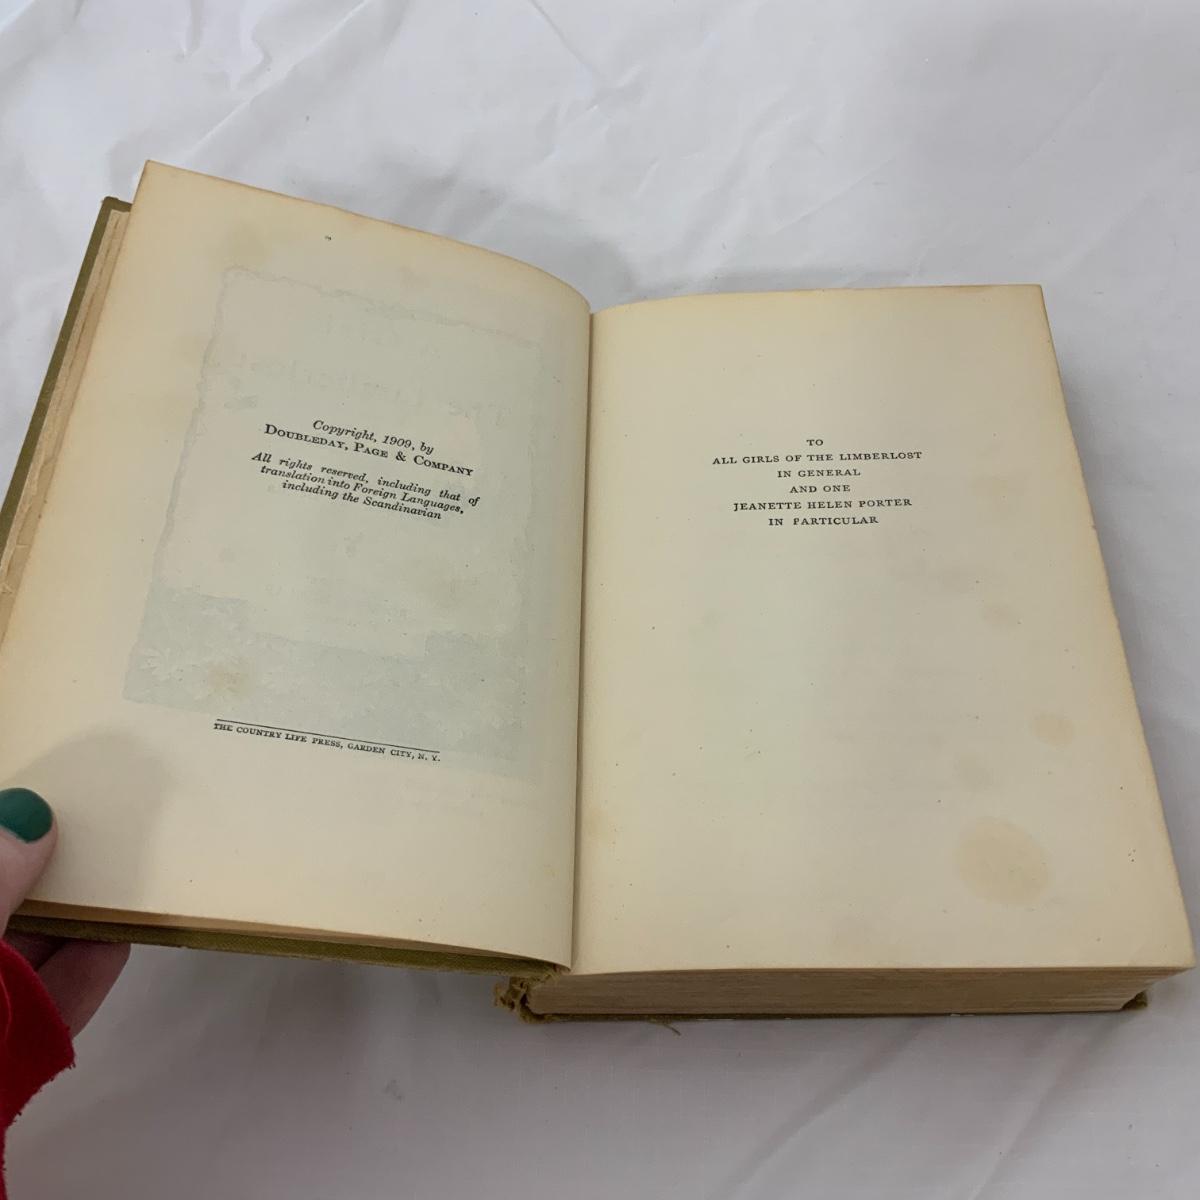 Copyright, 1909, by
DOUBLEDAY, PAGE & COMPANY
All rights reserved, including that of
translation into Foreign Languages,
including the Scandinavian
THE COUNTRY LIFE PRESS, GARDEN CITY, N. Y.
TO
ALL GIRLS OF THE LIMBERLOST
IN GENERAL
AND ONE
JEANETTE HELEN PORTER
IN PARTICULAR